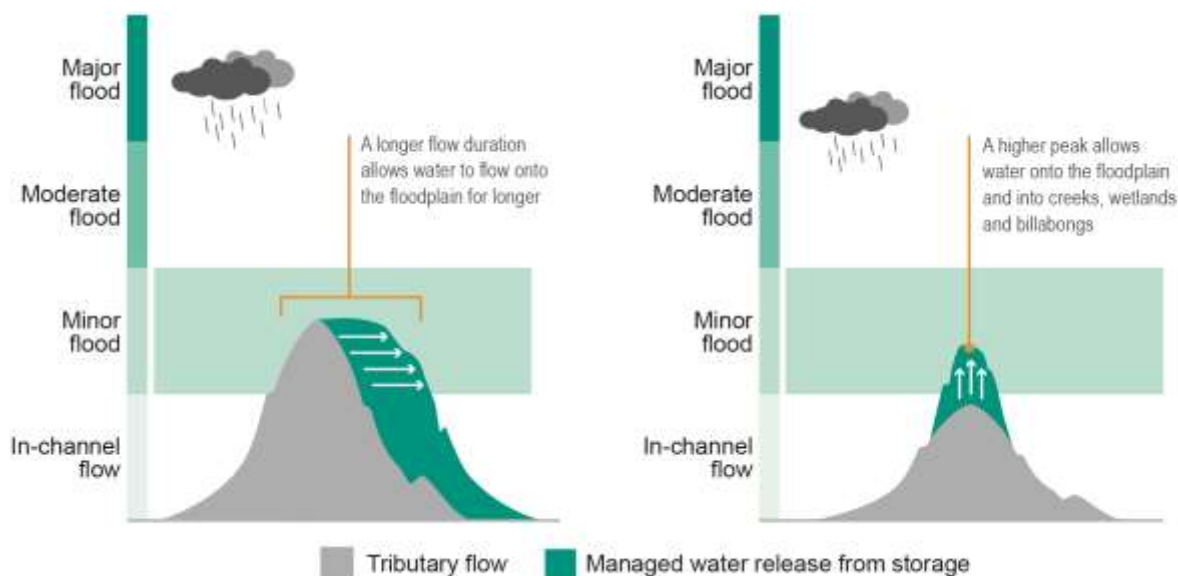 Major
flood
Moderate
flood
Minor
flood
In-channel
flow
A longer flow duration
allows water to flow onto
the floodplain for longer
Major
flood
Moderate
flood
Minor
flood
In-channel
flow
A higher peak allows
water onto the floodplain
and into creeks, wetlands
and billabongs
Tributary flow
Managed water release from storage